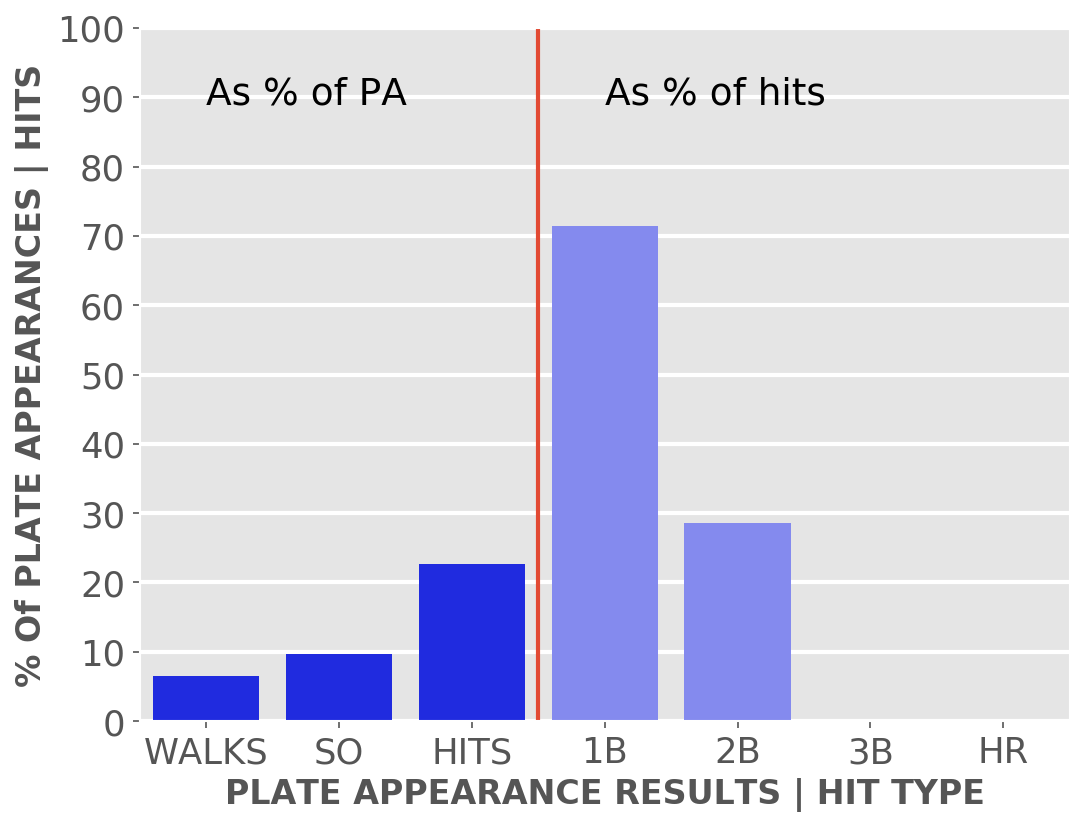 % Of PLATE APPEARANCES | HITS
100
90
80
70
60
50
40
30
20
10
0
As % of PA
As % of hits
WALKS SO HITS 1B 2B 3B HR
PLATE APPEARANCE RESULTS | HIT TYPE